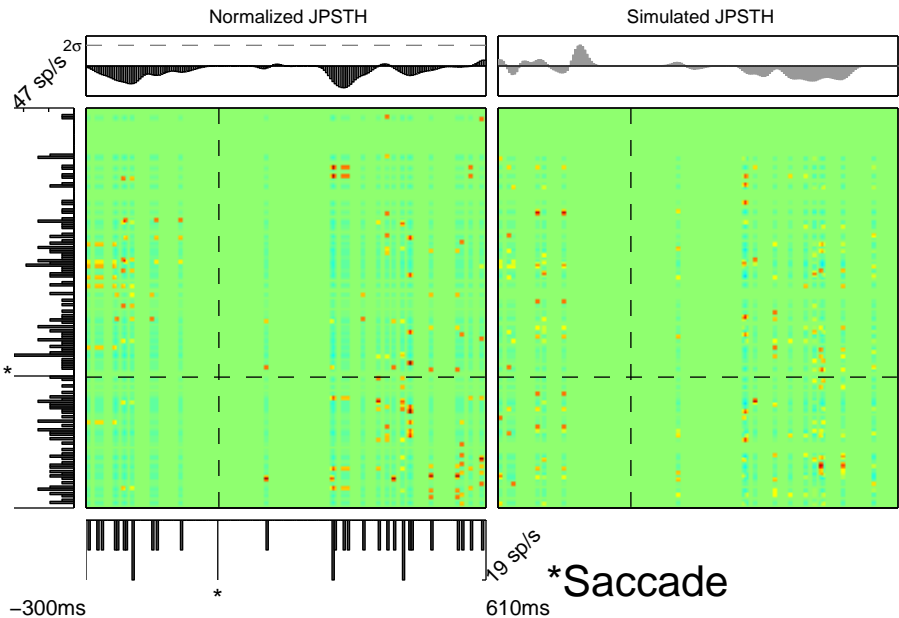 Normalized JPSTH
Simulated JPSTH
2σ
47 sp/s
*
19 sp/s
*
*Saccade
−300ms
610ms